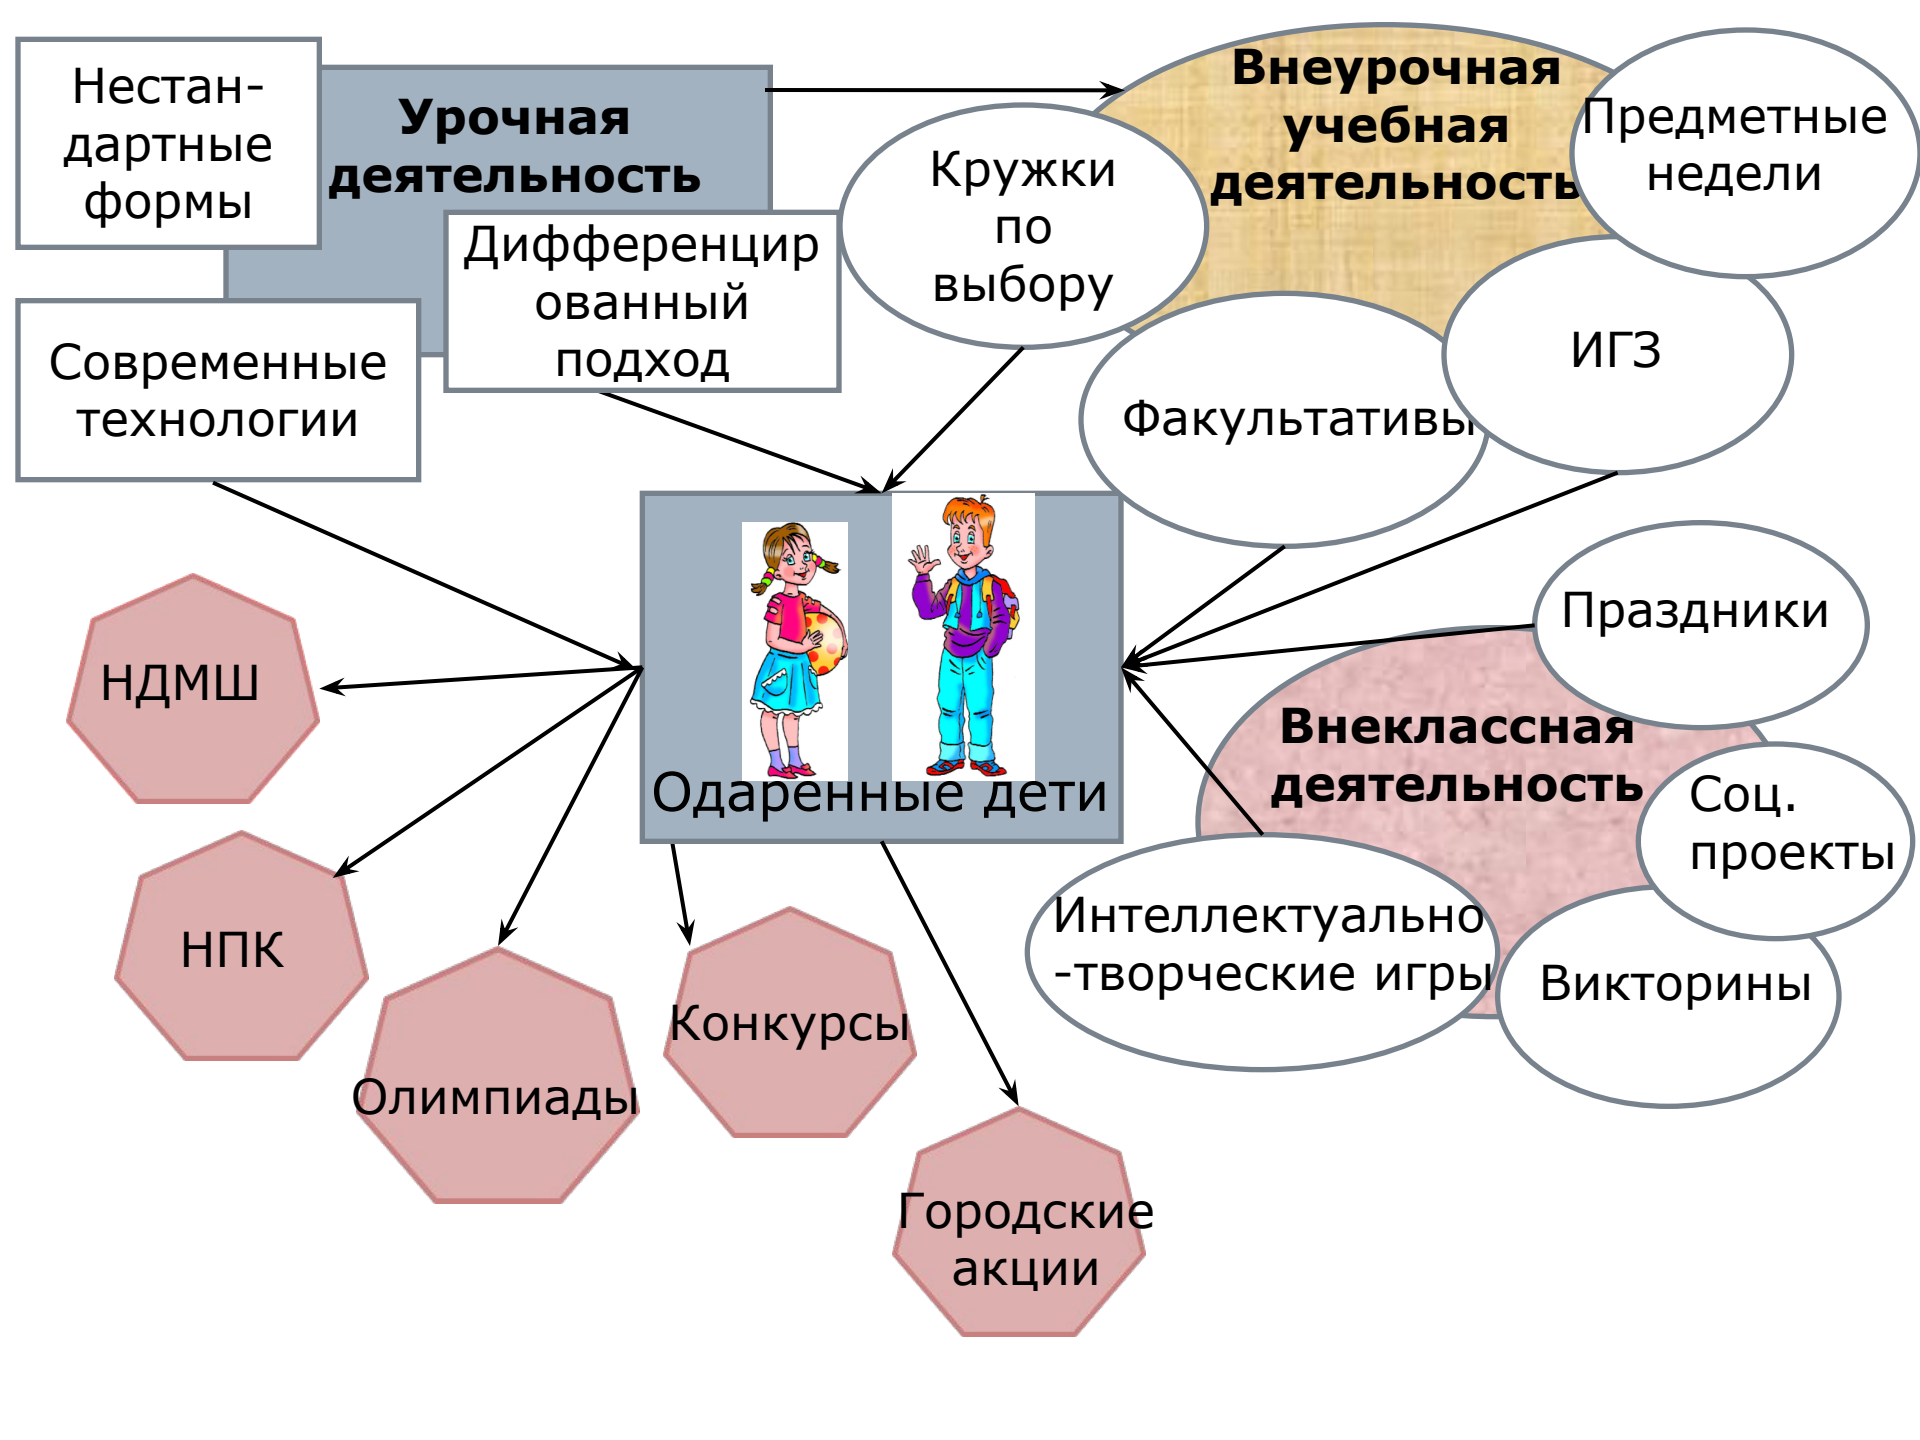 Нестан-
дартные
формы
Урочная
деятельность
Дифференцир
ованный
подход
Современные
технологии
Внеурочная
учебная
деятельность
Кружки
по
выбору
Предметные
недели
ИГЗ
Факультативы
Одаренные дети
Праздники
Внеклассная
деятельность
Соц.
проекты
Интеллектуально
-творческие игры
Викторины
НДМШ
НПК
Олимпиады
Конкурсы
Городские
акции